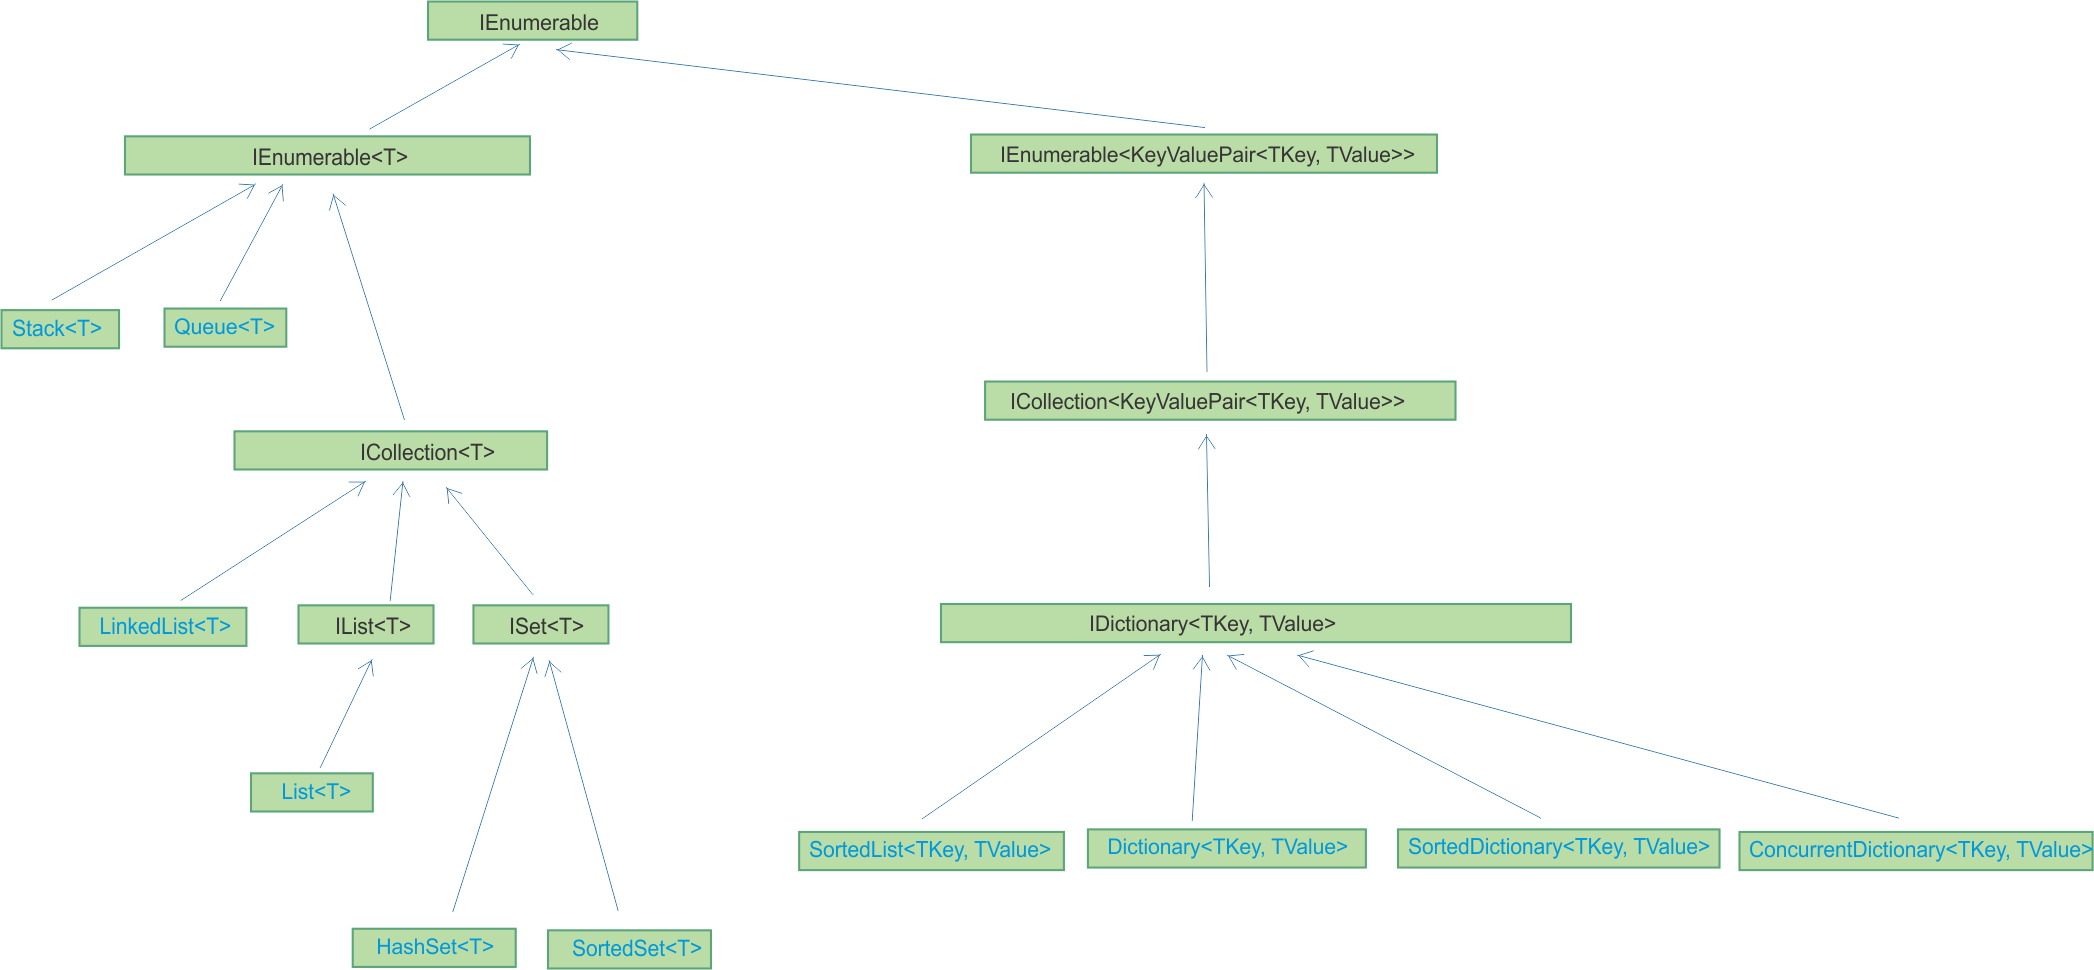 IEnumerable
IEnumerable<T>
IEnumerable<KeyValuePair<TKey, TValue>>
Stack<T>
Queue<T>
ICollection<KeyValuePair<TKey, TValue>>
ICollection<T>
LinkedList<T>
IList<T>
ISet<T>
IDictionary<TKey, TValue>
List<T>
SortedList<TKey, TValue>
Dictionary<TKey, TValue>
SortedDictionary<TKey, TValue>
ConcurrentDictionary<TKey, TValue>
HashSet<T>
SortedSet<T>